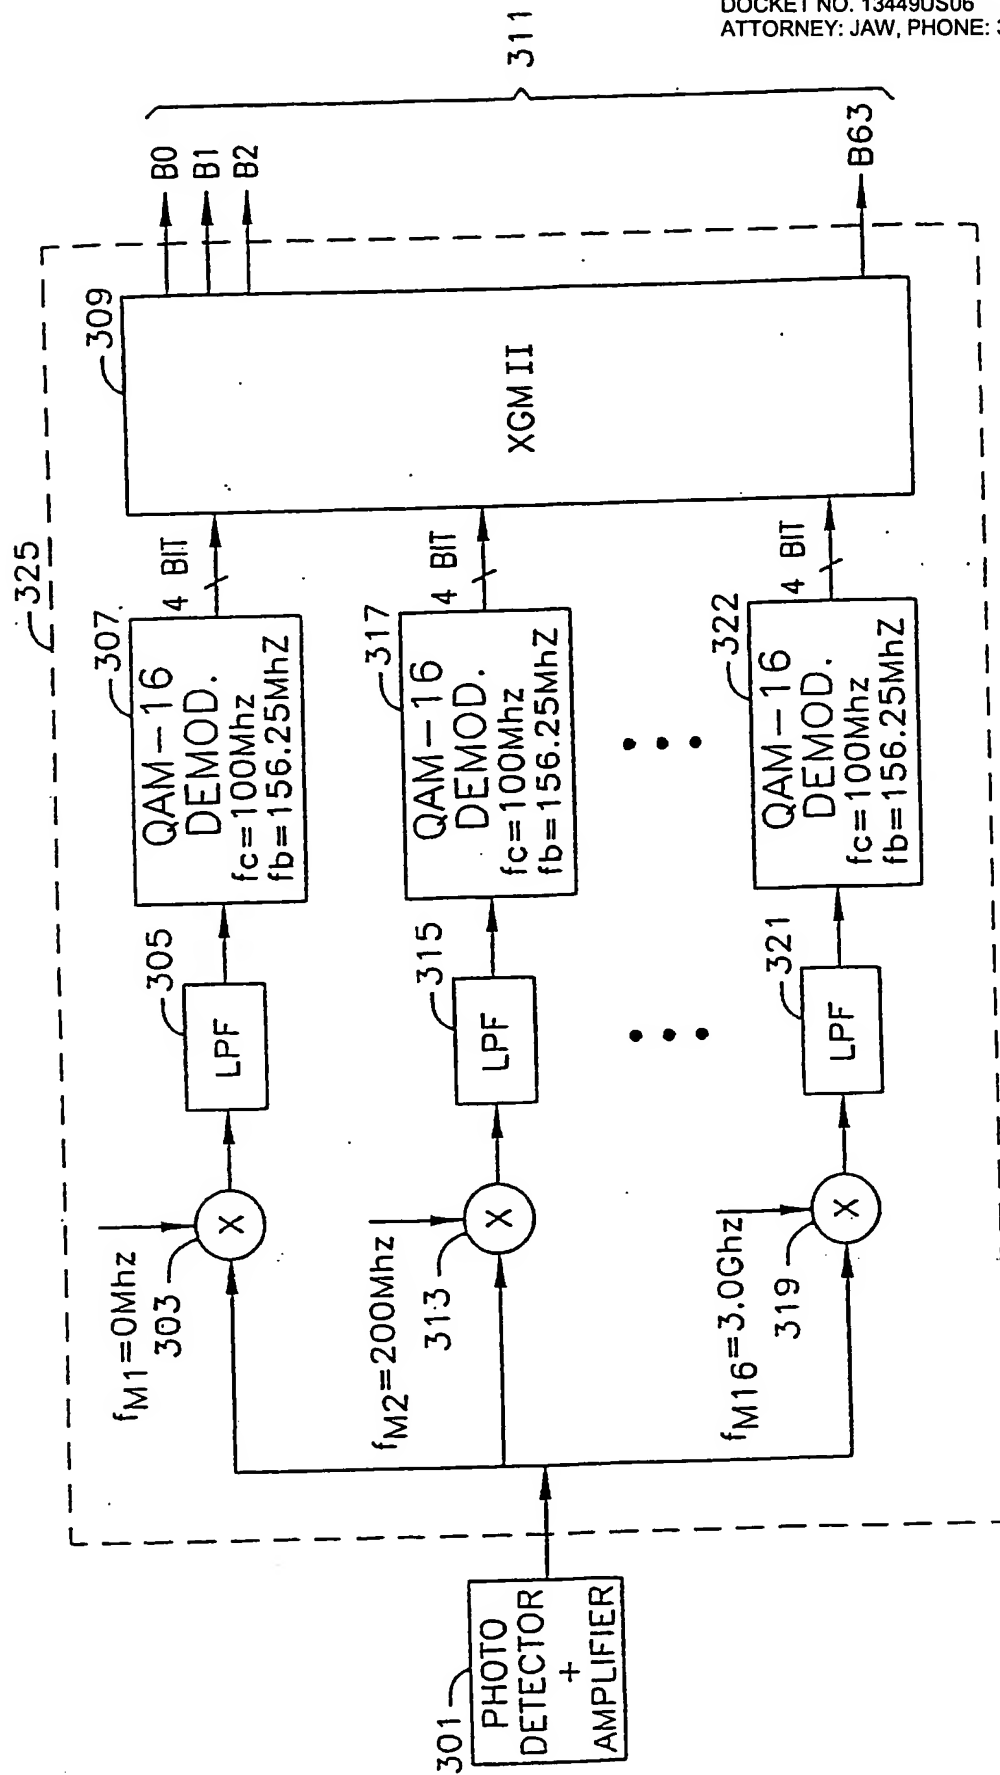 DOCKET NO. 13449US06
ATTORNEY: JAW, PHONE:
301
PHOTO
DETECTOR
+
AMPLIFIER
325
fM1=0Mhz
303
X
305
LPF
307
QAM-16
DEMOD.
fc=100Mhz
fb=156.25MhZ
4 BIT
fM2=200Mhz
313
X
315
LPF
317
QAM-16
DEMOD.
fc=100Mhz
fb=156.25MhZ
4 BIT
fM16=3.0Ghz
319
X
321
LPF
322
QAM-16
DEMOD.
fc=100Mhz
fb=156.25MhZ
4 BIT
309
XGM II
B0
B1
B2
B63
311